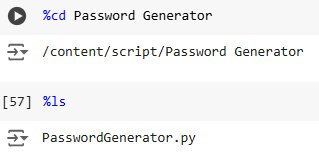 %cd Password Generator
/content/script/Password Generator
[57] %ls
PasswordGenerator.py